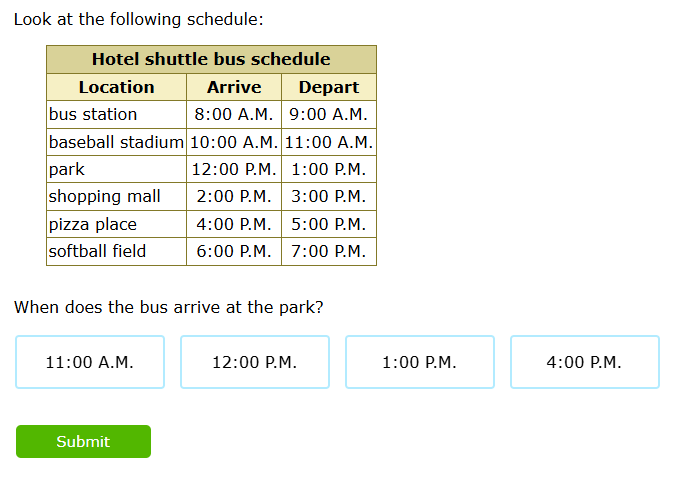 Look at the following schedule:
Hotel shuttle bus schedule
Location Arrive Depart
bus station 8:00 A.M. 9:00 A.M.
baseball stadium 10:00 A.M. 11:00 A.M.
park 12:00 P.M. 1:00 P.M.
shopping mall 2:00 P.M. 3:00 P.M.
pizza place 4:00 P.M. 5:00 P.M.
softball field 6:00 P.M. 7:00 P.M.
When does the bus arrive at the park?
11:00 A.M. 12:00 P.M. 1:00 P.M. 4:00 P.M.
Submit